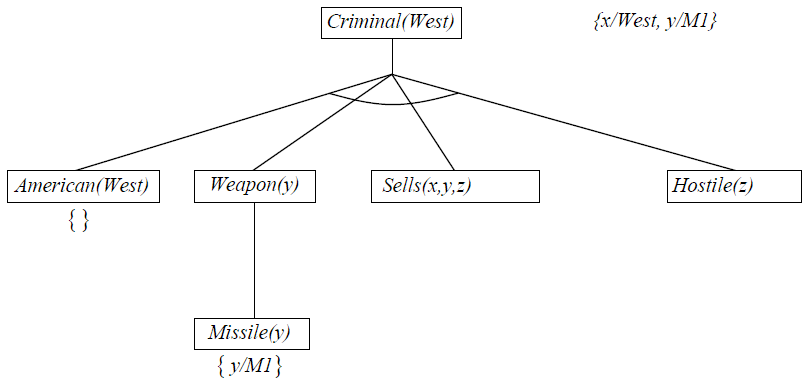 Criminal(West)
{x/West, y/M1}
American(West)
Weapon(y)
Sells(x,y,z)
Hostile(z)
{ }
Missile(y)
{ y/M1}